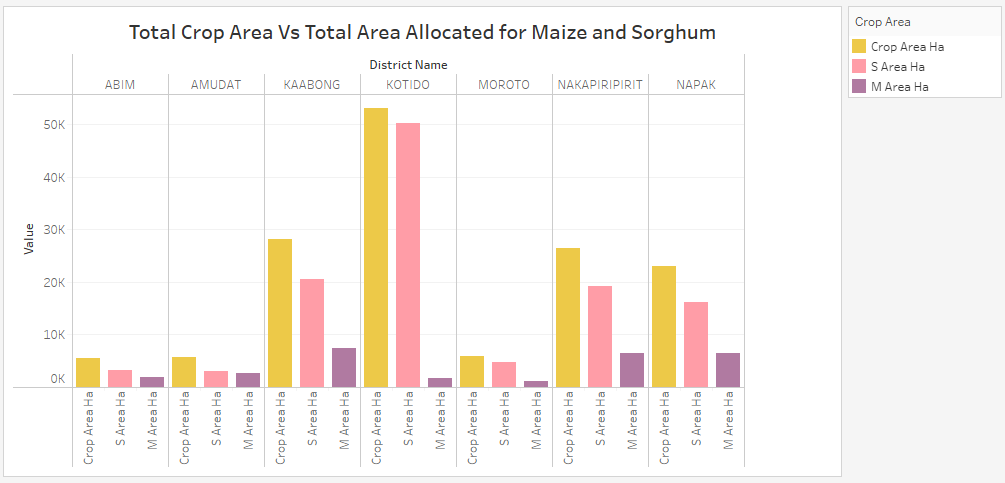 Total Crop Area Vs Total Area Allocated for Maize and Sorghum
District Name
ABIM AMUDAT KAABONG KOTIDO MOROTO NAKAPIRIPIRIT NAPAK
Value
50K
40K
30K
20K
10K
0K
Crop Area Ha S Area Ha M Area Ha Crop Area Ha S Area Ha M Area Ha Crop Area Ha S Area Ha M Area Ha Crop Area Ha S Area Ha M Area Ha Crop Area Ha S Area Ha M Area Ha Crop Area Ha S Area Ha M Area Ha Crop Area Ha S Area Ha M Area Ha
Crop Area
Crop Area Ha
S Area Ha
M Area Ha